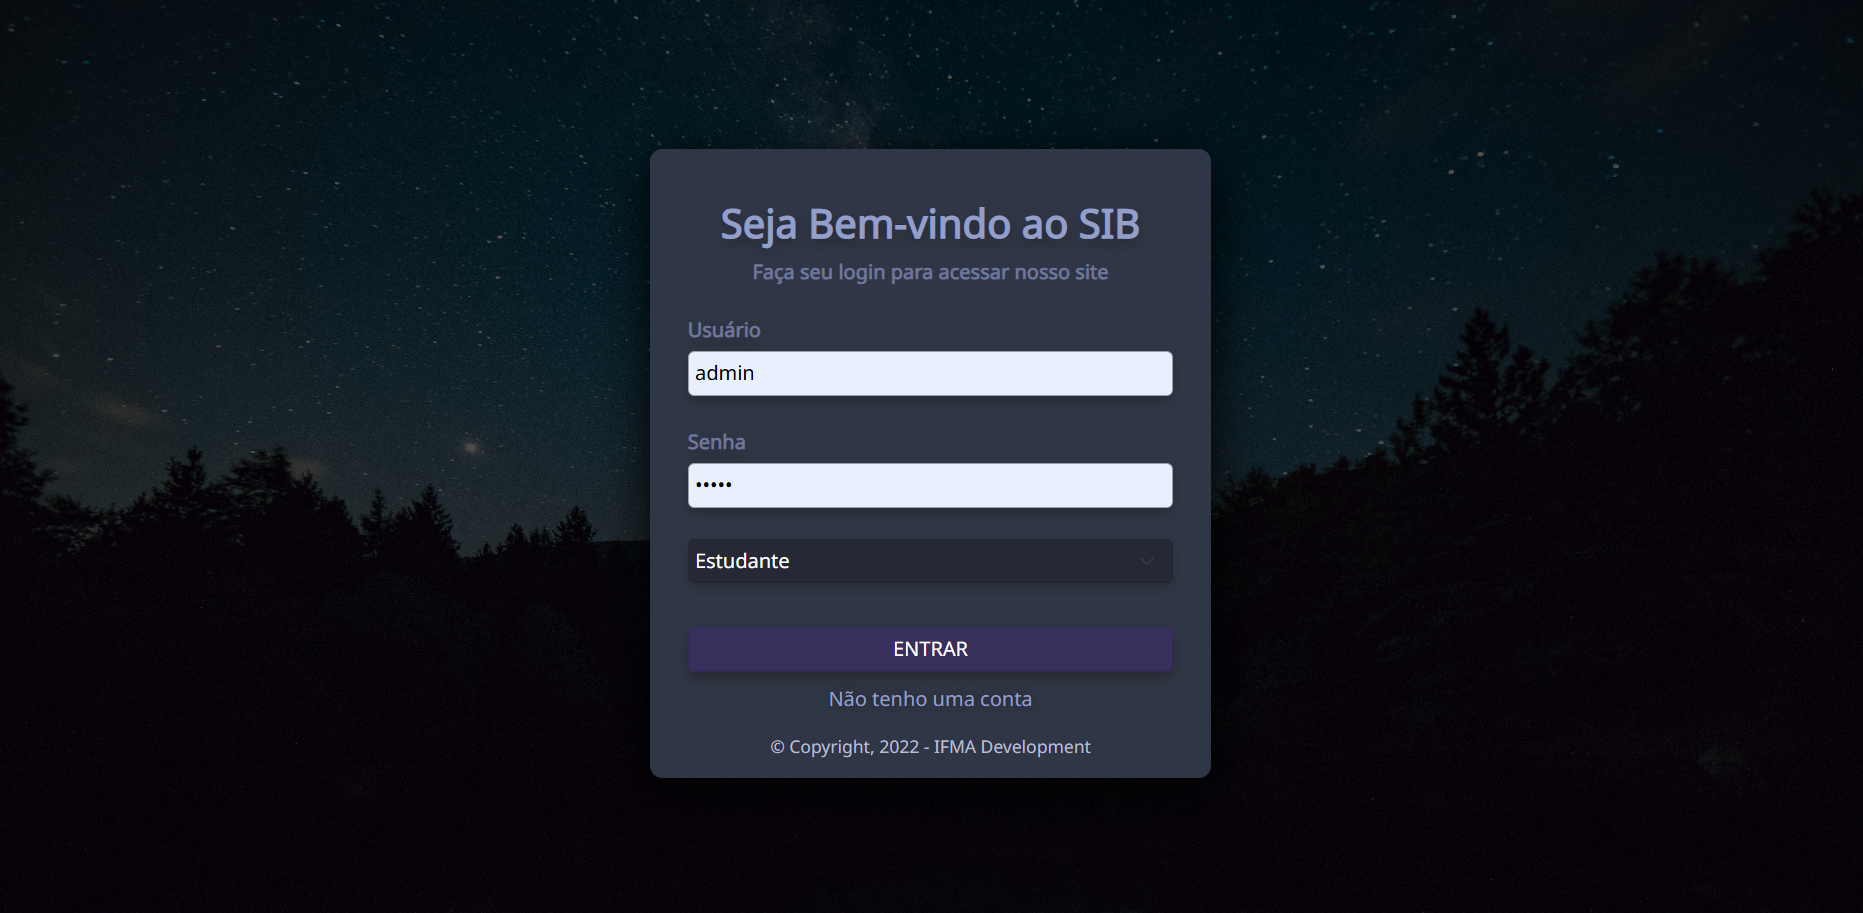 Seja Bem-vindo ao SIB
Faça seu login para acessar nosso site
Usuário
admin
Senha
•••••
Estudante
ENTRAR
Não tenho uma conta
© Copyright, 2022 - IFMA Development